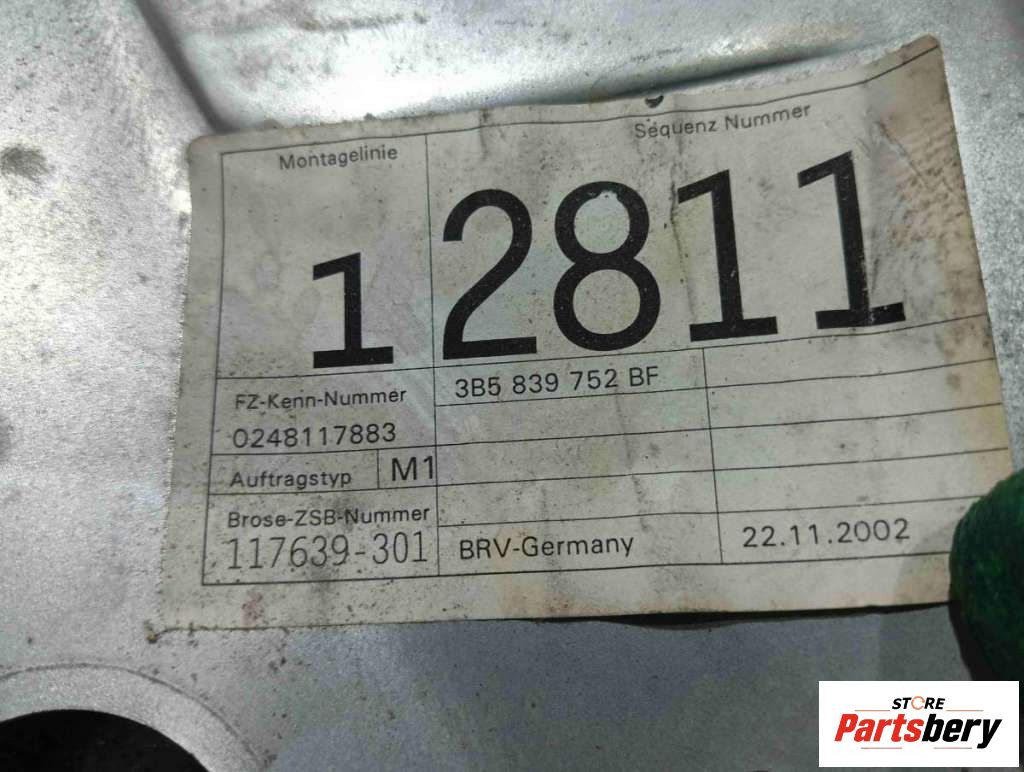 Montagelinie
Sequenz Nummer
1
2811
FZ-Kenn-Nummer
0248117883
3B5 839 752 BF
Auftragstyp
M1
Brose-ZSB-Nummer
117639-301
BRV-Germany
22.11.2002
STORE
Partsbery